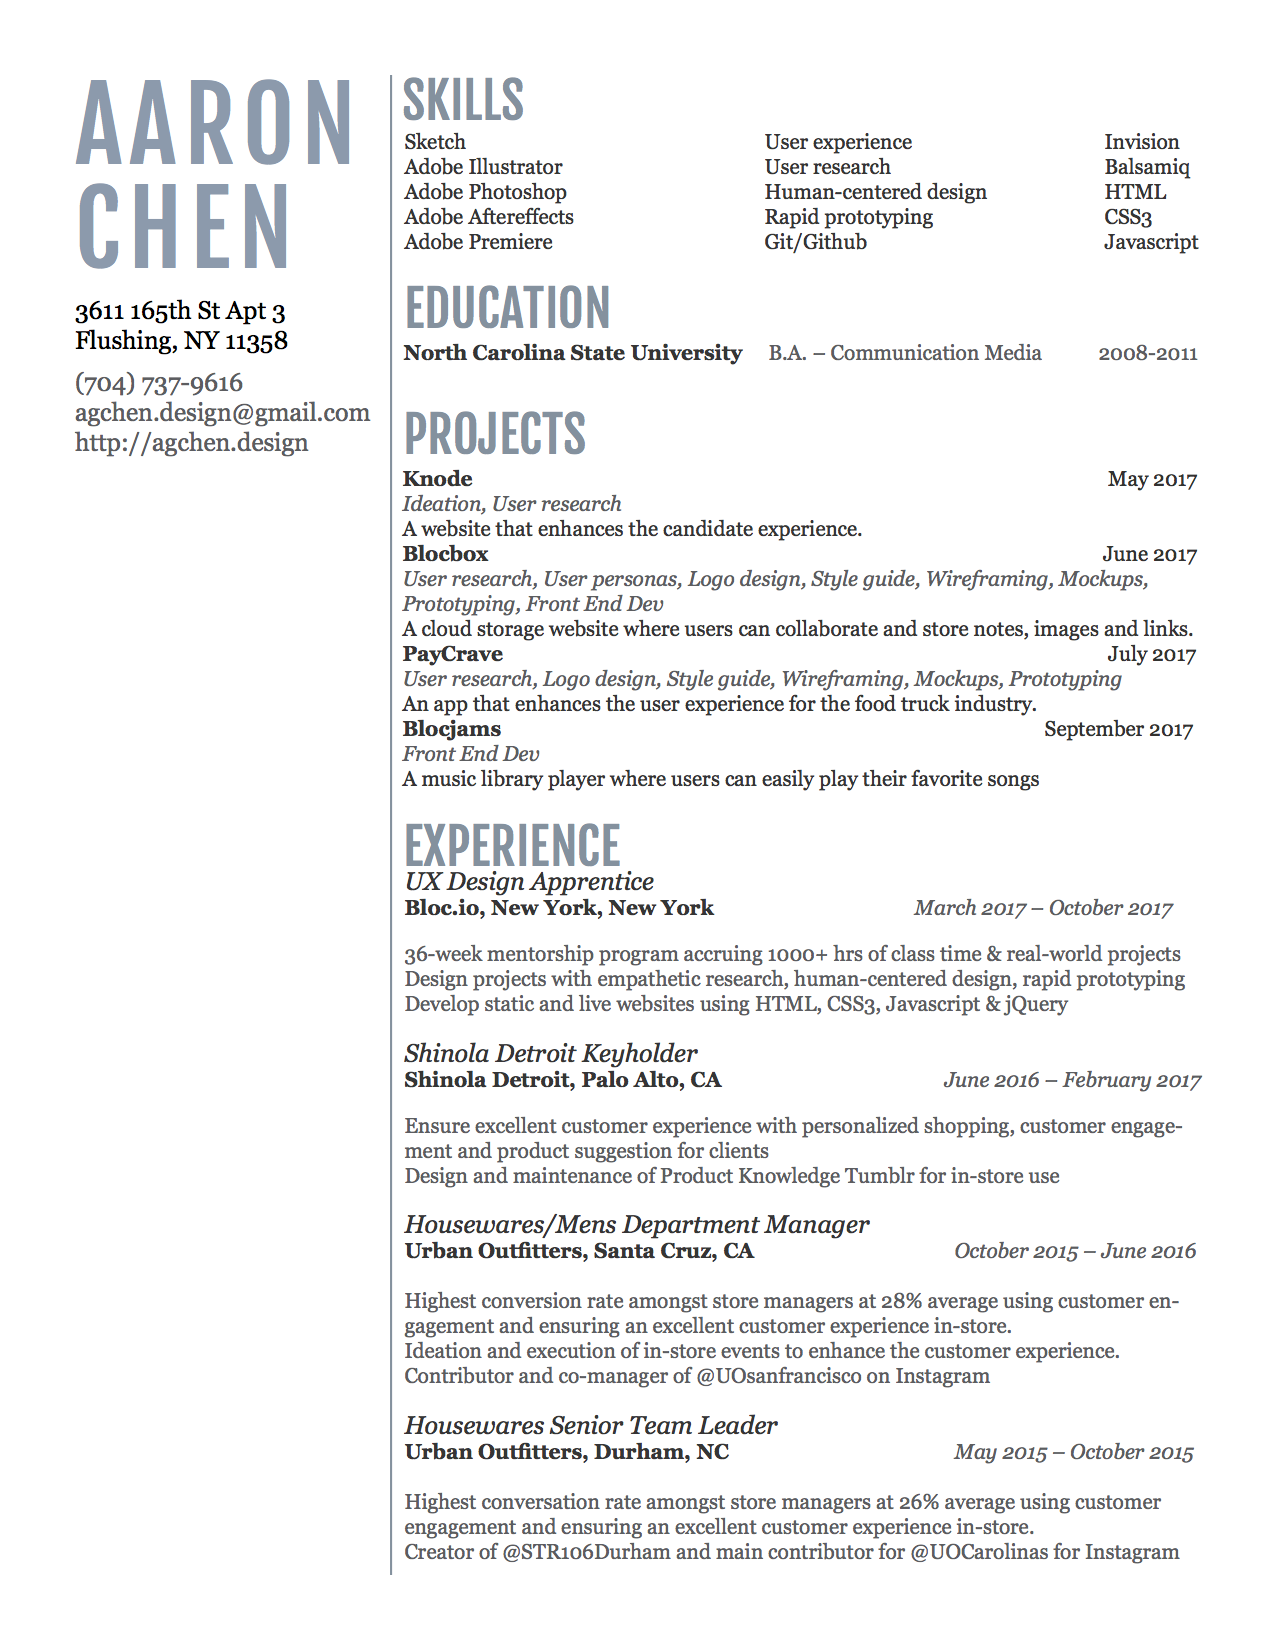 AARON
CHEN
3611 165th St Apt 3
Flushing, NY 11358
(704) 737-9616
agchen.design@gmail.com
http://agchen.design
SKILLS
Sketch User experience Invision
Adobe Illustrator User research Balsamiq
Adobe Photoshop Human-centered design HTML
Adobe Aftereffects Rapid prototyping CSS3
Adobe Premiere Git/Github Javascript
EDUCATION
North Carolina State University B.A. – Communication Media 2008-2011
PROJECTS
Knode May 2017
Ideation, User research
A website that enhances the candidate experience.
Blocbox June 2017
User research, User personas, Logo design, Style guide, Wireframing, Mockups,
Prototyping, Front End Dev
A cloud storage website where users can collaborate and store notes, images and links.
PayCrave July 2017
User research, Logo design, Style guide, Wireframing, Mockups, Prototyping
An app that enhances the user experience for the food truck industry.
Blocjams September 2017
Front End Dev
A music library player where users can easily play their favorite songs
EXPERIENCE
UX Design Apprentice
Bloc.io, New York, New York March 2017 – October 2017
36-week mentorship program accruing 1000+ hrs of class time & real-world projects
Design projects with empathetic research, human-centered design, rapid prototyping
Develop static and live websites using HTML, CSS3, Javascript & jQuery
Shinola Detroit Keyholder
Shinola Detroit, Palo Alto, CA June 2016 – February 2017
Ensure excellent customer experience with personalized shopping, customer engage-
ment and product suggestion for clients
Design and maintenance of Product Knowledge Tumblr for in-store use
Housewares/Mens Department Manager
Urban Outfitters, Santa Cruz, CA October 2015 – June 2016
Highest conversion rate amongst store managers at 28% average using customer en-
gagement and ensuring an excellent customer experience in-store.
Ideation and execution of in-store events to enhance the customer experience.
Contributor and co-manager of @UOsanfrancisco on Instagram
Housewares Senior Team Leader
Urban Outfitters, Durham, NC May 2015 – October 2015
Highest conversation rate amongst store managers at 26% average using customer
engagement and ensuring an excellent customer experience in-store.
Creator of @STR106Durham and main contributor for @UOCarolinas for Instagram